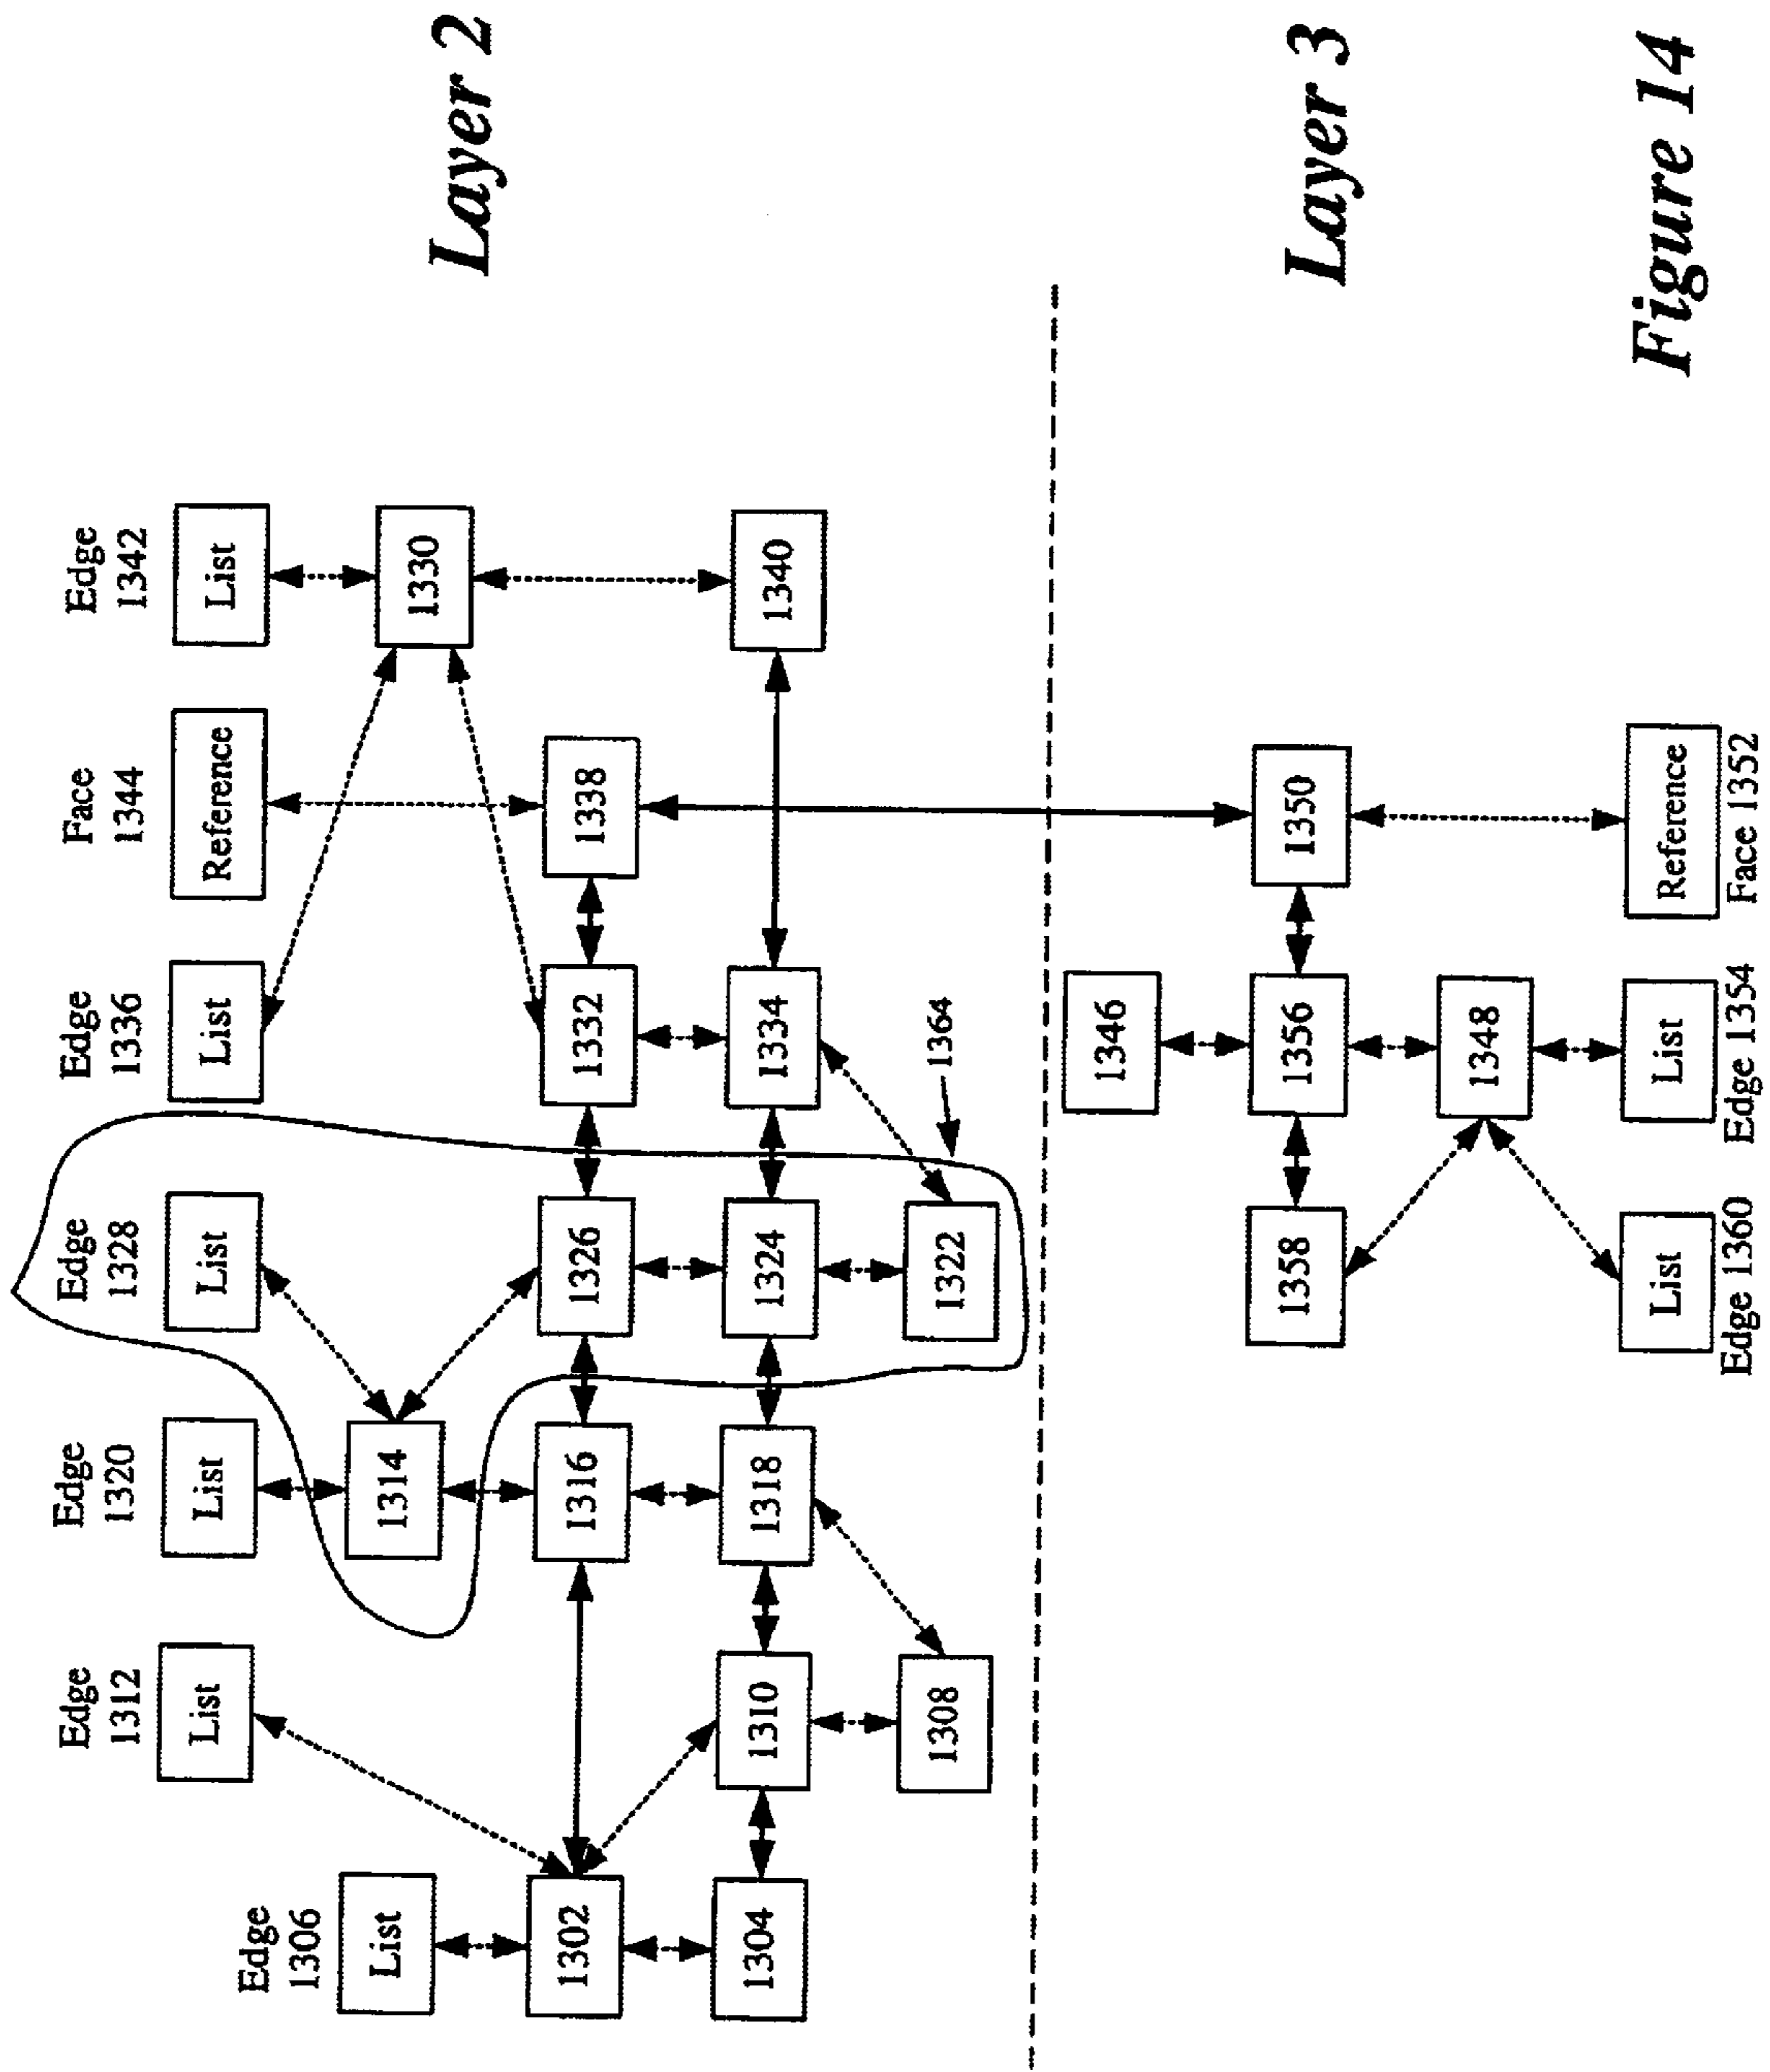 Edge
1312
Edge
1320
Edge
1328
Edge
1336
Face
1344
Edge
1342
List
List
List
List
Reference
List
Edge
1306
List
1314
1330
Layer 2
1302
1316
1326
1332
1338
1304
1310
1318
1324
1334
1340
1308
1322
1364
1346
1358
1356
1350
Layer 3
1348
List
List
Reference
Edge 1360
Edge 1354
Face 1352
Figure 14